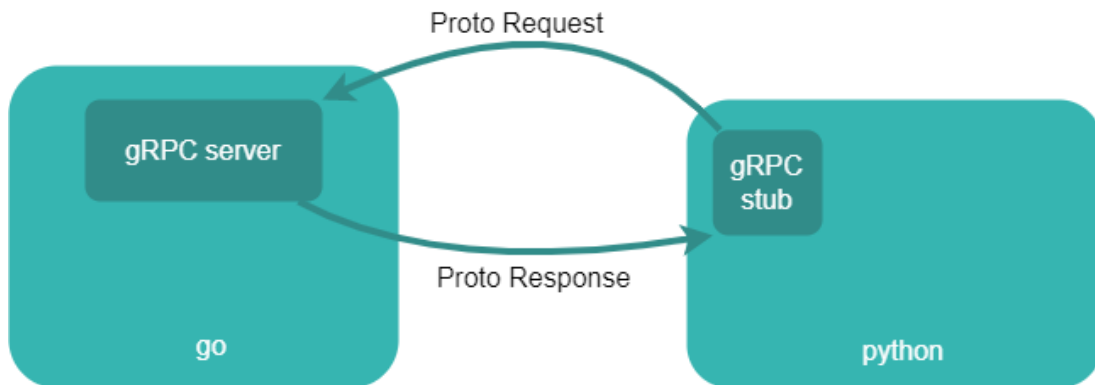 Proto Request
gRPC server
gRPC
stub
Proto Response
go
python